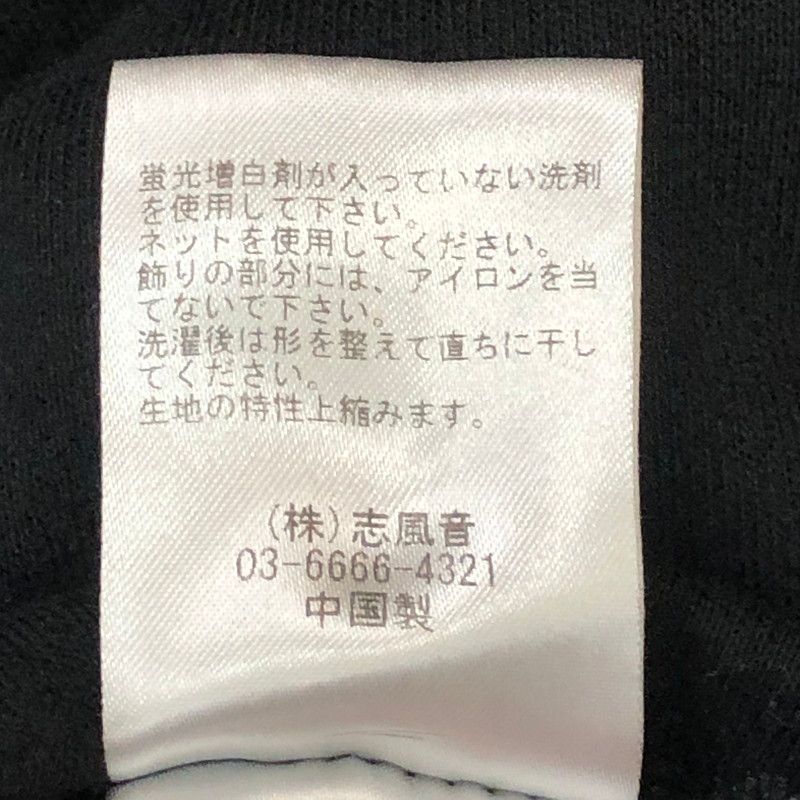 蛍光増白剤が入っていない洗剤
を使用して下さい。
ネットを使用してください。
飾りの部分には、アイロンを当
てないで下さい。
洗濯後は形を整えて直ちに干し
てください。
生地の特性上縮みます。
(株)志風音
03-6666-4321
中国製